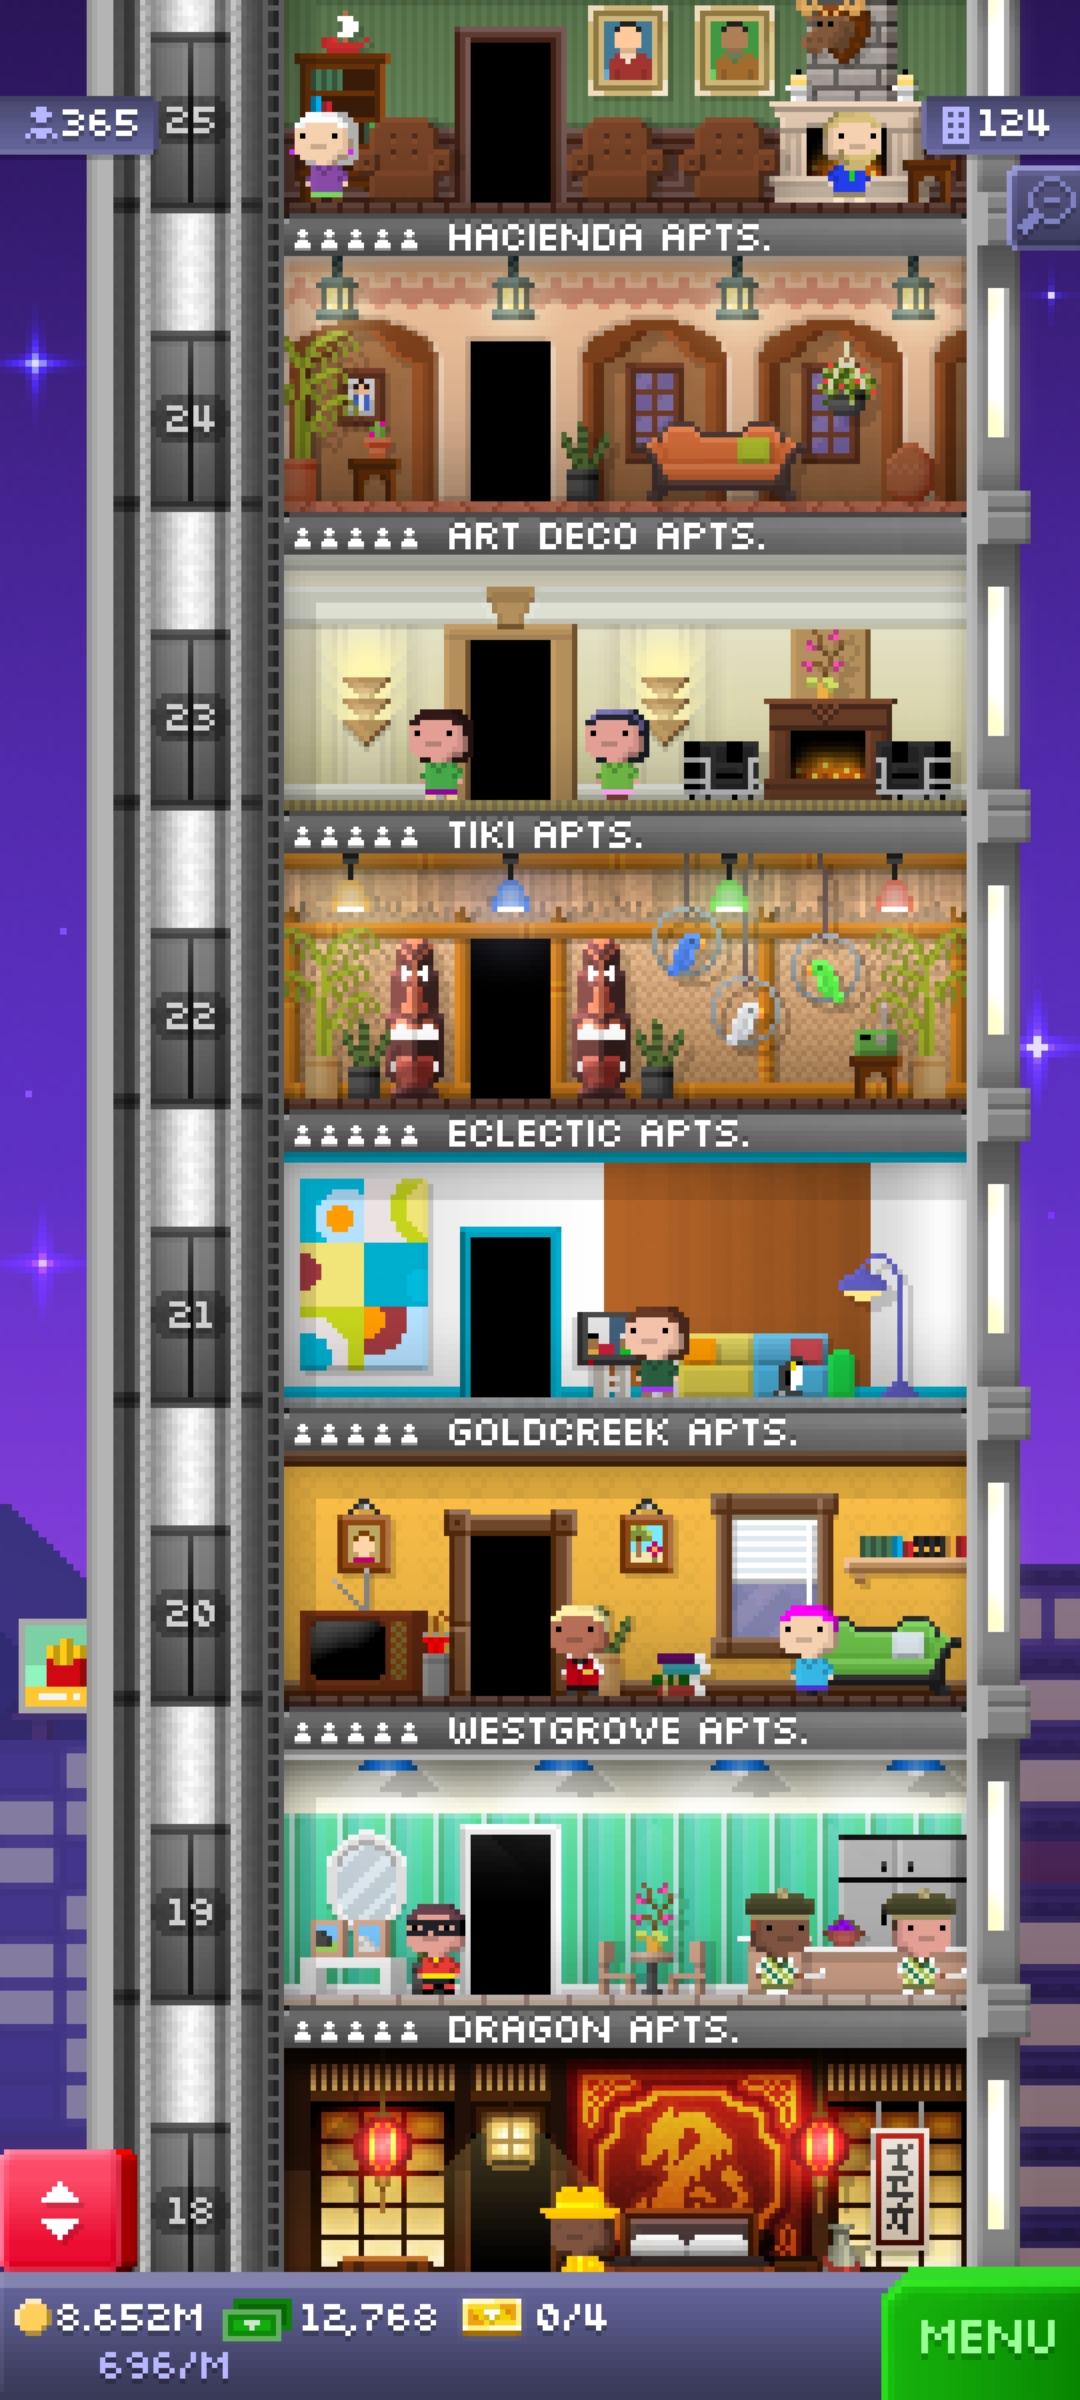 365
25
124
HACIENDA APTS.
24
ART DECO APTS.
23
TIKI APTS.
22
ECLECTIC APTS.
21
GOLDCREEK APTS.
20
WESTGROVE APTS.
19
DRAGON APTS.
18
8.652M 12,768 0/4
696/M
MENU